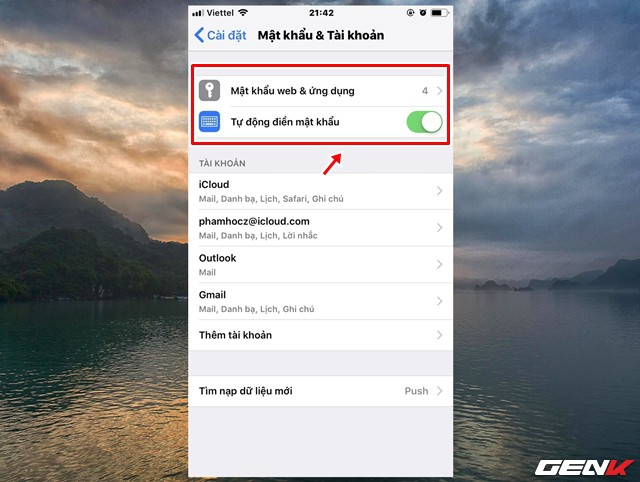 Viettel 21:42
Cài đặt Mật khẩu & Tài khoản
Mật khẩu web & ứng dụng 4
Tự động điền mật khẩu
TÀI KHOẢN
iCloud
Mail, Danh bạ, Lịch, Safari, Ghi chú
phamhocz@icloud.com
Mail, Danh bạ, Lịch, Lời nhắc
Outlook
Mail
Gmail
Mail, Danh bạ, Lịch, Ghi chú
Thêm tài khoản
Tìm nạp dữ liệu mới Push
GENK